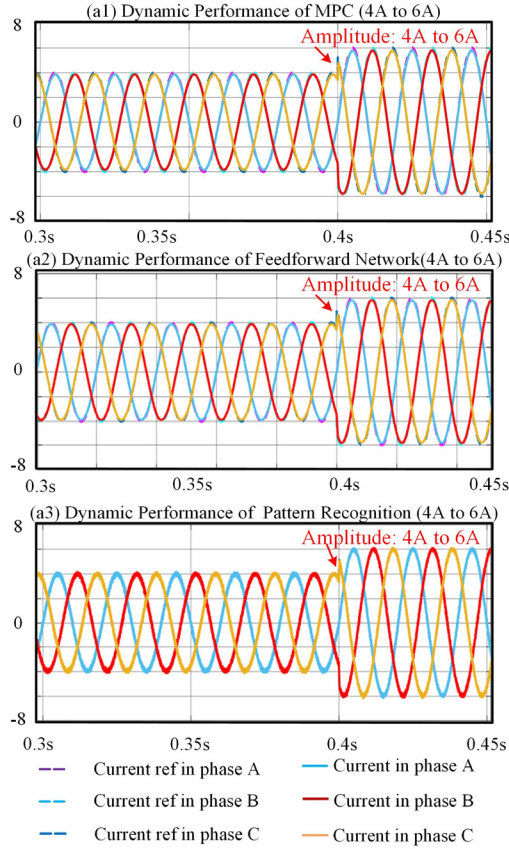 (a1) Dynamic Performance of MPC (4A to 6A)
Amplitude: 4A to 6A
8
0
-8
0.3s 0.35s 0.4s 0.45s
(a2) Dynamic Performance of Feedforward Network(4A to 6A)
Amplitude: 4A to 6A
8
0
-8
0.3s 0.35s 0.4s 0.45s
(a3) Dynamic Performance of Pattern Recognition (4A to 6A)
Amplitude: 4A to 6A
8
0
-8
0.3s 0.35s 0.4s 0.45s
Current ref in phase A Current in phase A
Current ref in phase B Current in phase B
Current ref in phase C Current in phase C